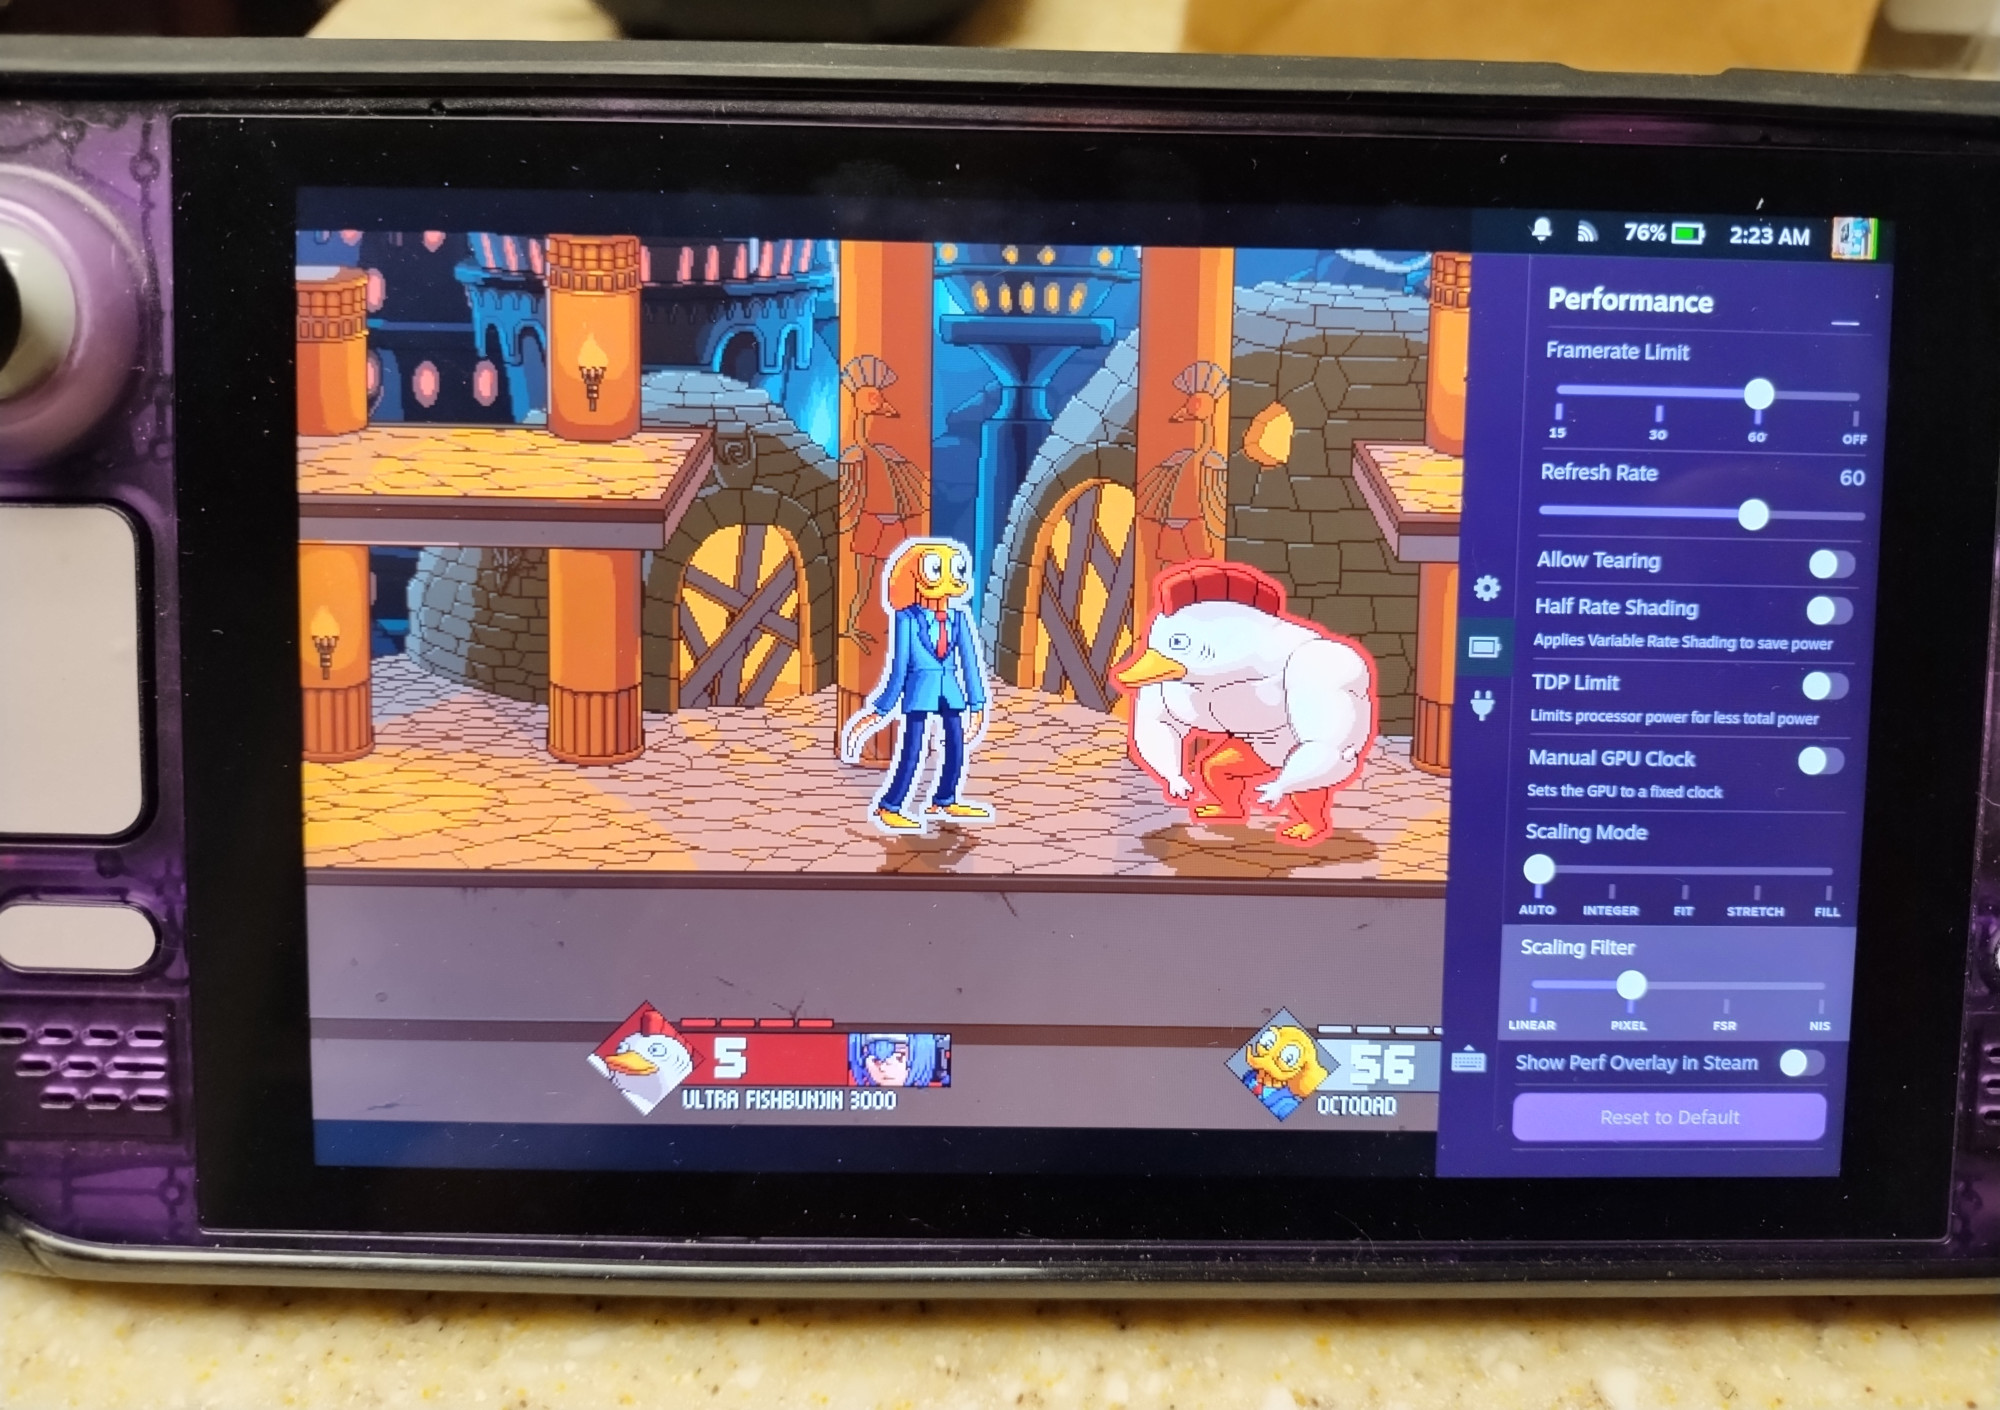 76%
2:23 AM
Performance
Framerate Limit
15 30 60 OFF
Refresh Rate 60
Allow Tearing
Half Rate Shading
Applies Variable Rate Shading to save power
TDP Limit
Limits processor power for less total power
Manual GPU Clock
Sets the GPU to a fixed clock
Scaling Mode
AUTO INTEGER FIT STRETCH FILL
Scaling Filter
LINEAR PIXEL FSR NIS
Show Perf Overlay in Steam
Reset to Default
5
ULTRA FISHBUNJIN 3000
56
OCTODAD